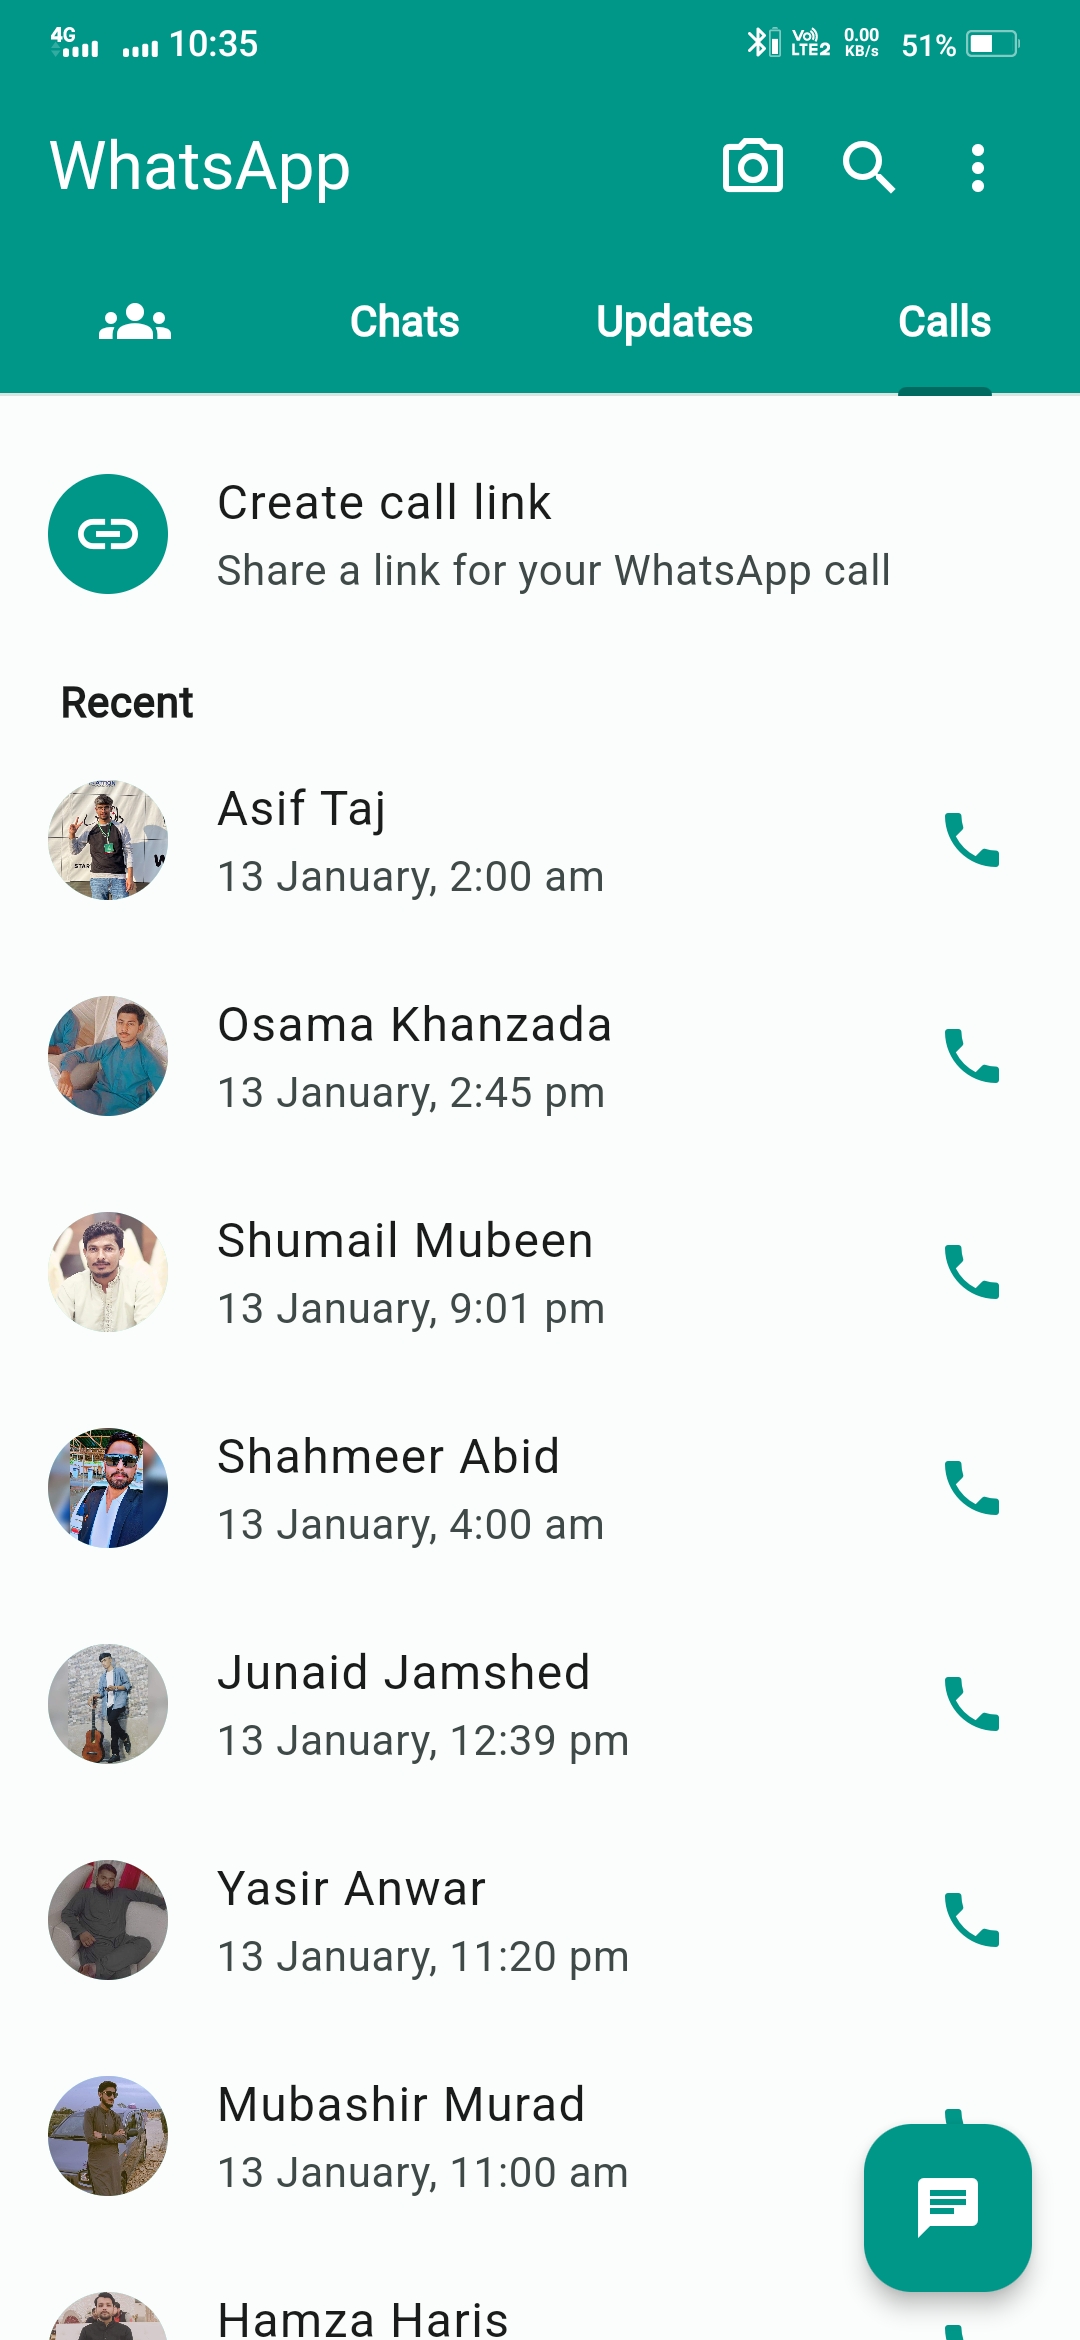 4G 10:35 Vo)) LTE2 0.00 KB/s 51%
WhatsApp
Chats Updates Calls
Create call link
Share a link for your WhatsApp call
Recent
Asif Taj
13 January, 2:00 am
Osama Khanzada
13 January, 2:45 pm
Shumail Mubeen
13 January, 9:01 pm
Shahmeer Abid
13 January, 4:00 am
Junaid Jamshed
13 January, 12:39 pm
Yasir Anwar
13 January, 11:20 pm
Mubashir Murad
13 January, 11:00 am
Hamza Haris